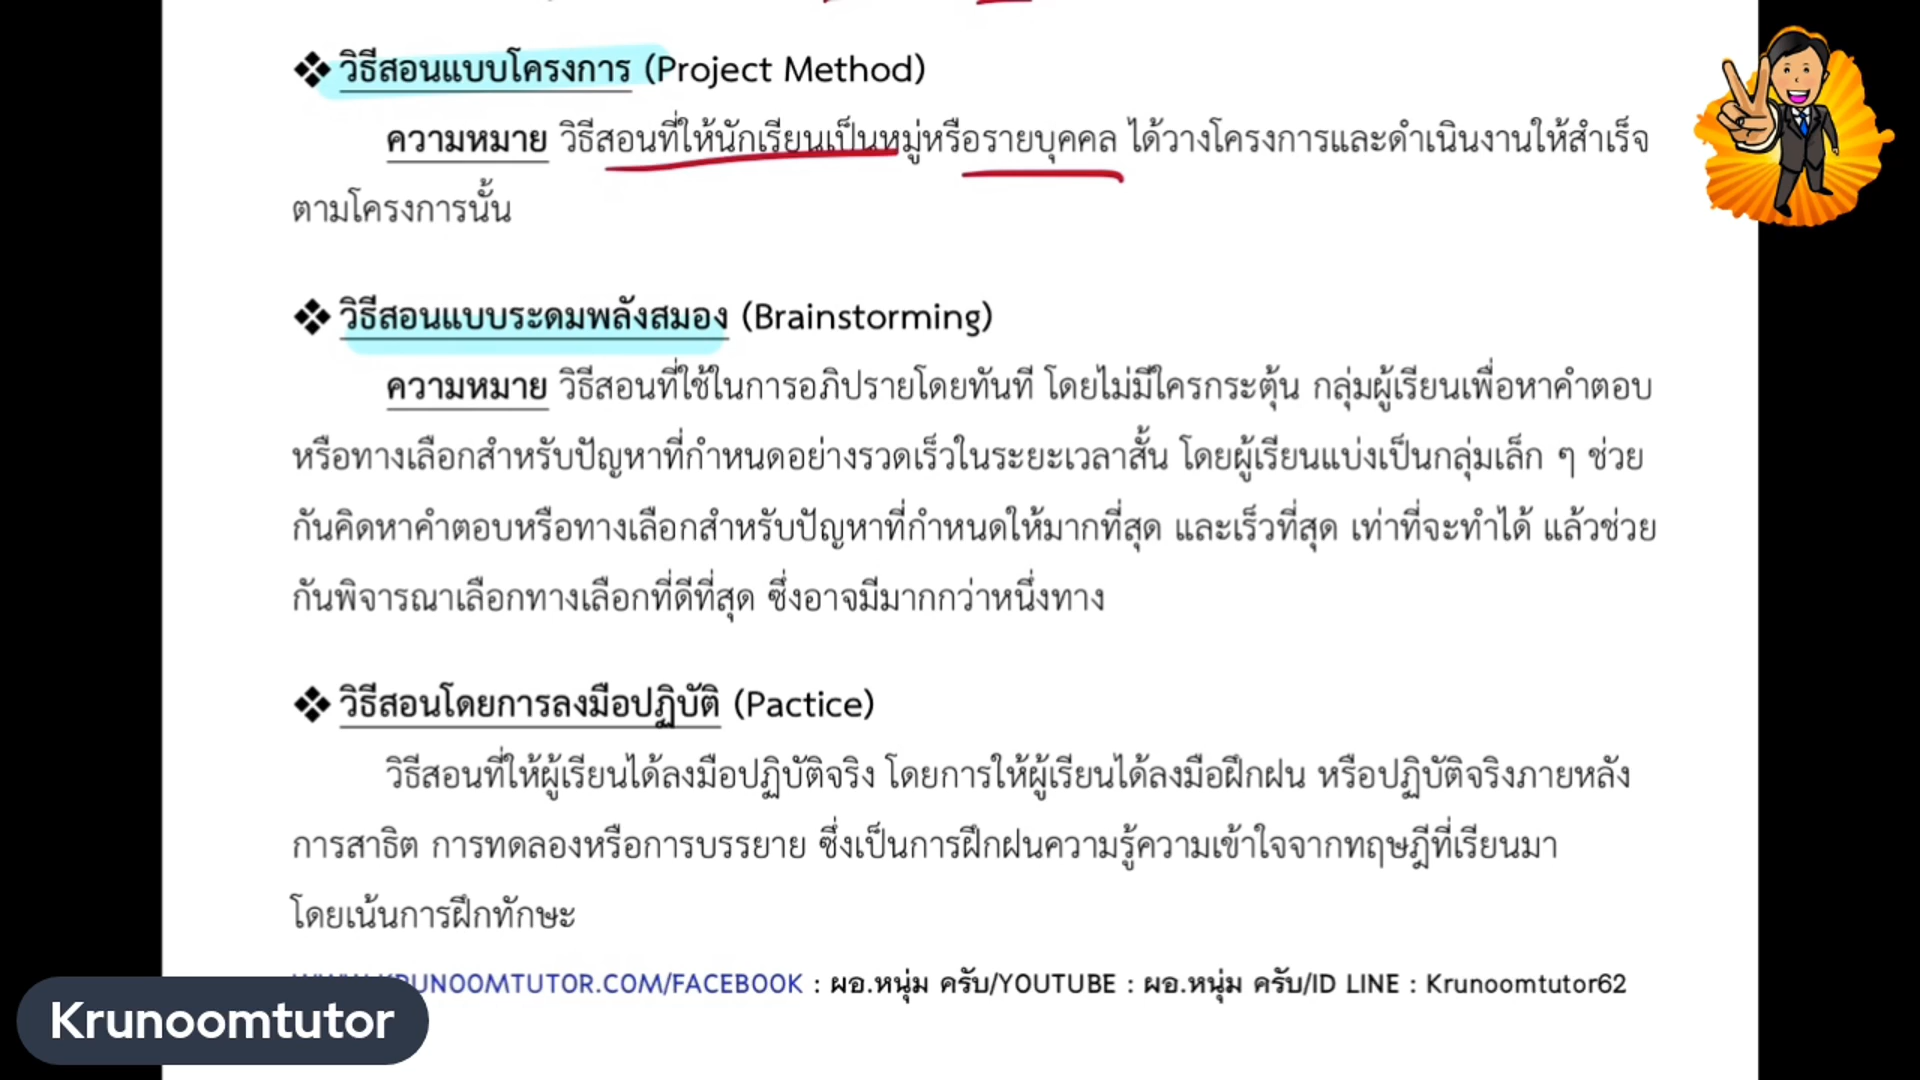 ❖ วิธีสอนแบบโครงการ (Project Method)
ความหมาย วิธีสอนที่ให้นักเรียนเป็นหมู่หรือรายบุคคล ได้วางโครงการและดำเนินงานให้สำเร็จ
ตามโครงการนั้น
❖ วิธีสอนแบบระดมพลังสมอง (Brainstorming)
ความหมาย วิธีสอนที่ใช้ในการอภิปรายโดยทันที โดยไม่มีใครกระตุ้น กลุ่มผู้เรียนเพื่อหาคำตอบ
หรือทางเลือกสำหรับปัญหาที่กำหนดอย่างรวดเร็วในระยะเวลาสั้น โดยผู้เรียนแบ่งเป็นกลุ่มเล็ก ๆ ช่วย
กันคิดหาคำตอบหรือทางเลือกสำหรับปัญหาที่กำหนดให้มากที่สุด และเร็วที่สุด เท่าที่จะทำได้ แล้วช่วย
กันพิจารณาเลือกทางเลือกที่ดีที่สุด ซึ่งอาจมีมากกว่าหนึ่งทาง
❖ วิธีสอนโดยการลงมือปฏิบัติ (Pactice)
วิธีสอนที่ให้ผู้เรียนได้ลงมือปฏิบัติจริง โดยการให้ผู้เรียนได้ลงมือฝึกฝน หรือปฏิบัติจริงภายหลัง
การสาธิต การทดลองหรือการบรรยาย ซึ่งเป็นการฝึกฝนความรู้ความเข้าใจจากทฤษฎีที่เรียนมา
โดยเน้นการฝึกทักษะ
WWW.KRUNOOMTUTOR.COM/FACEBOOK : ผอ.หนุ่ม ครับ/YOUTUBE : ผอ.หนุ่ม ครับ/ID LINE : Krunoomtutor62
Krunoomtutor